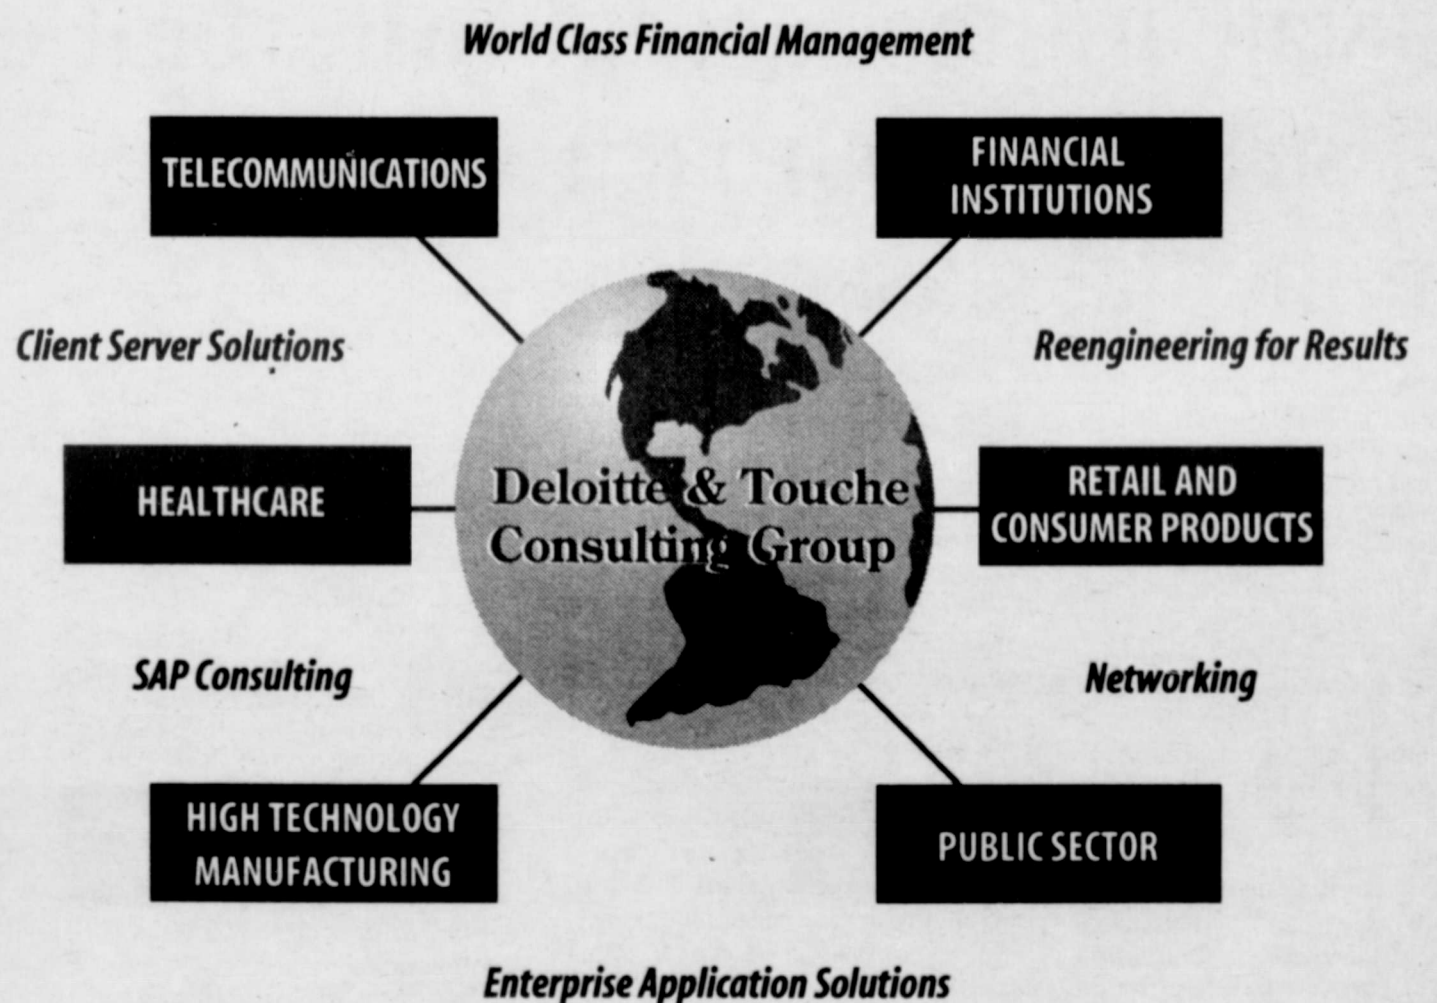 World Class Financial Management
TELECOMMUNICATIONS
FINANCIAL
INSTITUTIONS
Client Server Solutions
Reengineering for Results
HEALTHCARE
Deloitte & Touche
Consulting Group
RETAIL AND
CONSUMER PRODUCTS
SAP Consulting
Networking
HIGH TECHNOLOGY
MANUFACTURING
PUBLIC SECTOR
Enterprise Application Solutions